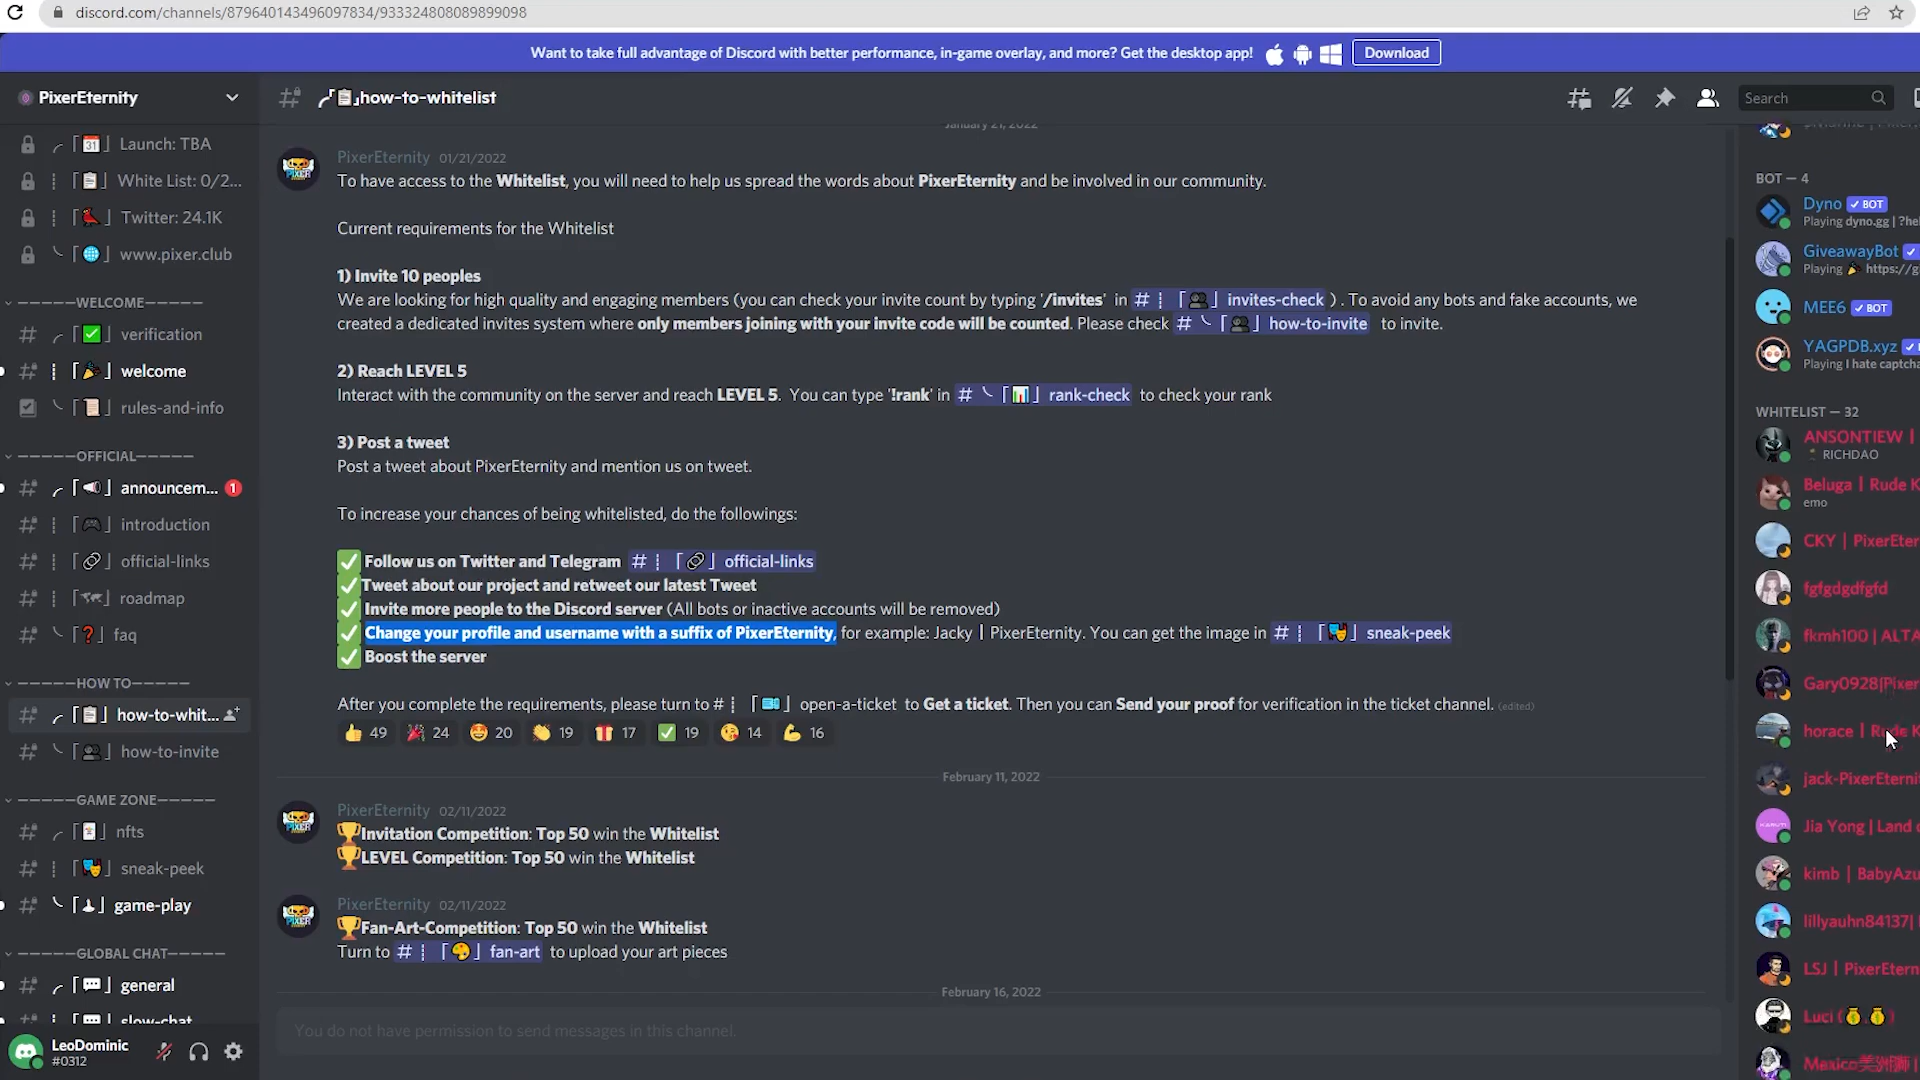 discord.com/channels/879640143496097834/933324808089899098
Want to take full advantage of Discord with better performance, in-game overlay, and more? Get the desktop app!
Download
PixerEternity
how-to-whitelist
Search
Launch: TBA
White List: 0/2...
Twitter: 24.1K
www.pixer.club
—————WELCOME—————
verification
welcome
rules-and-info
—————OFFICIAL—————
announcem... 1
introduction
official-links
roadmap
faq
—————HOW TO—————
how-to-whit...
how-to-invite
—————GAME ZONE—————
nfts
sneak-peek
game-play
—————GLOBAL CHAT—————
general
slow-chat
LeoDominic
#0312
January 21, 2022
PixerEternity 01/21/2022
To have access to the Whitelist, you will need to help us spread the words about PixerEternity and be involved in our community.
Current requirements for the Whitelist
1) Invite 10 peoples
We are looking for high quality and engaging members (you can check your invite count by typing '/invites' in # invites-check ) . To avoid any bots and fake accounts, we
created a dedicated invites system where only members joining with your invite code will be counted. Please check # how-to-invite to invite.
2) Reach LEVEL 5
Interact with the community on the server and reach LEVEL 5. You can type '!rank' in # rank-check to check your rank
3) Post a tweet
Post a tweet about PixerEternity and mention us on tweet.
To increase your chances of being whitelisted, do the followings:
✅ Follow us on Twitter and Telegram # official-links
✅Tweet about our project and retweet our latest Tweet
✅ Invite more people to the Discord server (All bots or inactive accounts will be removed)
✅ Change your profile and username with a suffix of PixerEternity, for example: Jacky | PixerEternity. You can get the image in # sneak-peek
✅ Boost the server
After you complete the requirements, please turn to # open-a-ticket to Get a ticket. Then you can Send your proof for verification in the ticket channel. (edited)
49 24 20 19 17 19 14 16
February 11, 2022
PixerEternity 02/11/2022
🏆Invitation Competition: Top 50 win the Whitelist
🏆LEVEL Competition: Top 50 win the Whitelist
PixerEternity 02/11/2022
🏆Fan-Art-Competition: Top 50 win the Whitelist
Turn to # fan-art to upload your art pieces
February 16, 2022
You do not have permission to send messages in this channel.
BOT — 4
Dyno ✓ BOT
Playing dyno.gg | ?he
GiveawayBot ✓
Playing https://g
MEE6 ✓ BOT
YAGPDB.xyz ✓
Playing I hate captcha
WHITELIST — 32
ANSONTIEW |
RICHDAO
Beluga | Rude K
emo
CKY | PixerEter
fgfgdgdfgfd
fkmh100 | ALTA
Gary0928|Pixer
horace | Rude K
jack-PixerEterni
Jia Yong | Land
kimb | BabyAzu
lillyauhn84137|
LSJ | PixerEtern
Luci
Mexico美洲獅 |